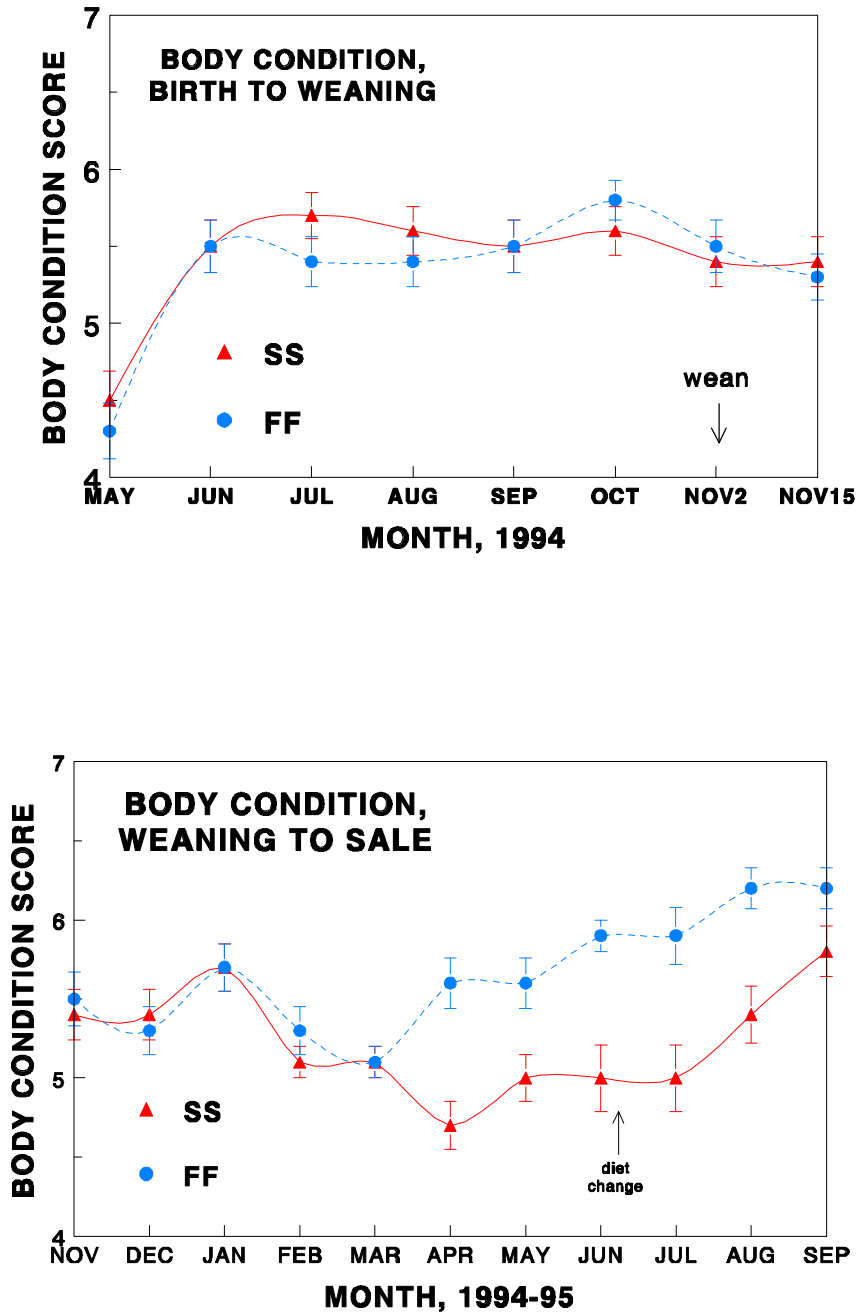 BODY CONDITION,
BIRTH TO WEANING
BODY CONDITION SCORE
7
6
5
4
SS
FF
wean
MAY JUN JUL AUG SEP OCT NOV2 NOV15
MONTH, 1994
BODY CONDITION,
WEANING TO SALE
BODY CONDITION SCORE
7
6
5
4
SS
FF
diet
change
NOV DEC JAN FEB MAR APR MAY JUN JUL AUG SEP
MONTH, 1994-95